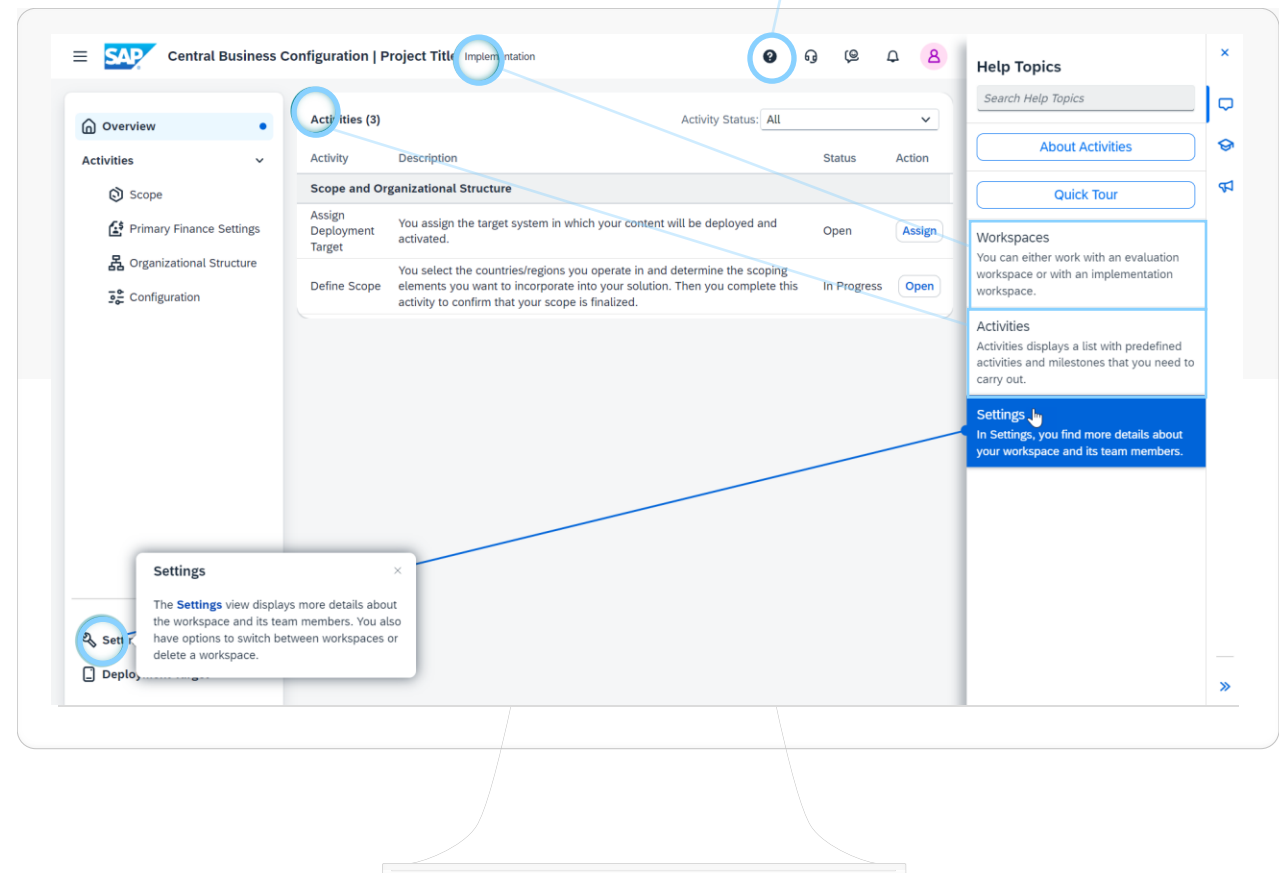 SAP
Central Business Configuration | Project Title
Implementation
Overview
Activities
Scope
Primary Finance Settings
Organizational Structure
Configuration
Activities (3)
Activity Status: All
Activity Description Status Action
Scope and Organizational Structure
Assign
Deployment
Target
You assign the target system in which your content will be deployed and
activated.
Open
Assign
Define Scope
You select the countries/regions you operate in and determine the scoping
elements you want to incorporate into your solution. Then you complete this
activity to confirm that your scope is finalized.
In Progress
Open
Settings
The Settings view displays more details about
the workspace and its team members. You also
have options to switch between workspaces or
delete a workspace.
Help Topics
Search Help Topics
About Activities
Quick Tour
Workspaces
You can either work with an evaluation
workspace or with an implementation
workspace.
Activities
Activities displays a list with predefined
activities and milestones that you need to
carry out.
Settings
In Settings, you find more details about
your workspace and its team members.